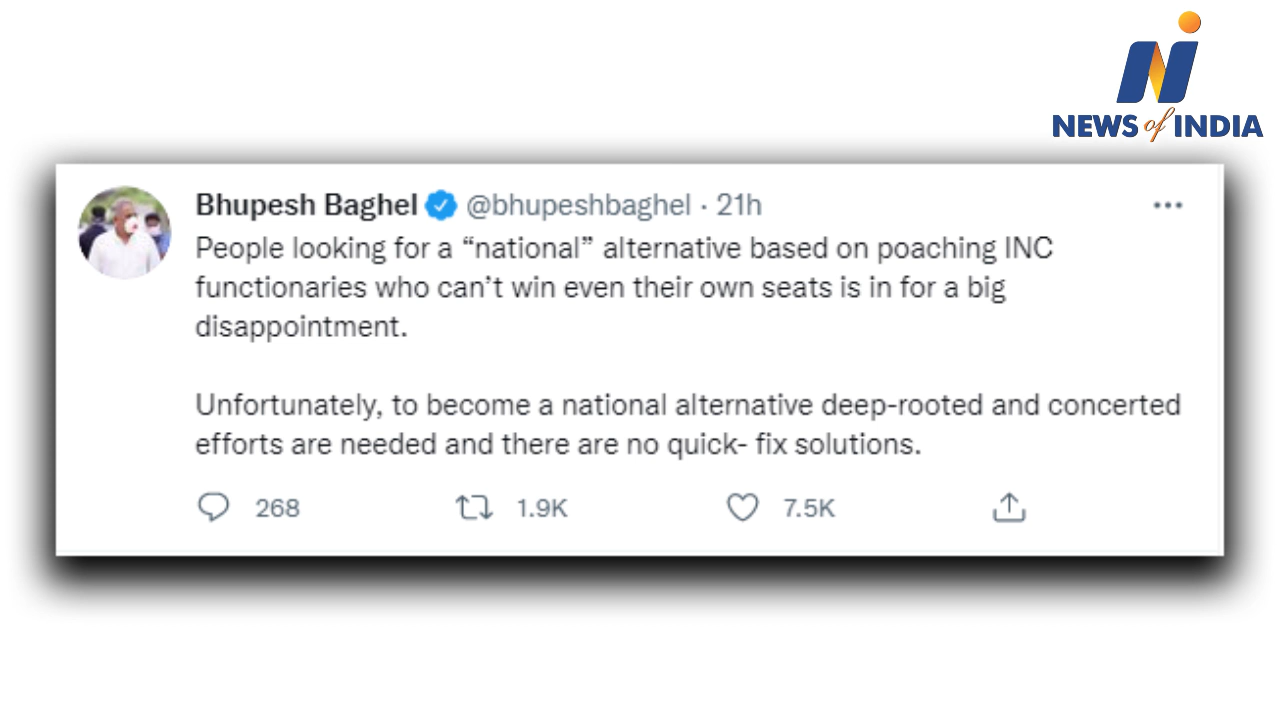 NEWS of INDIA
Bhupesh Baghel @bhupeshbaghel · 21h
People looking for a “national” alternative based on poaching INC
functionaries who can’t win even their own seats is in for a big
disappointment.
Unfortunately, to become a national alternative deep-rooted and concerted
efforts are needed and there are no quick- fix solutions.
268 1.9K 7.5K